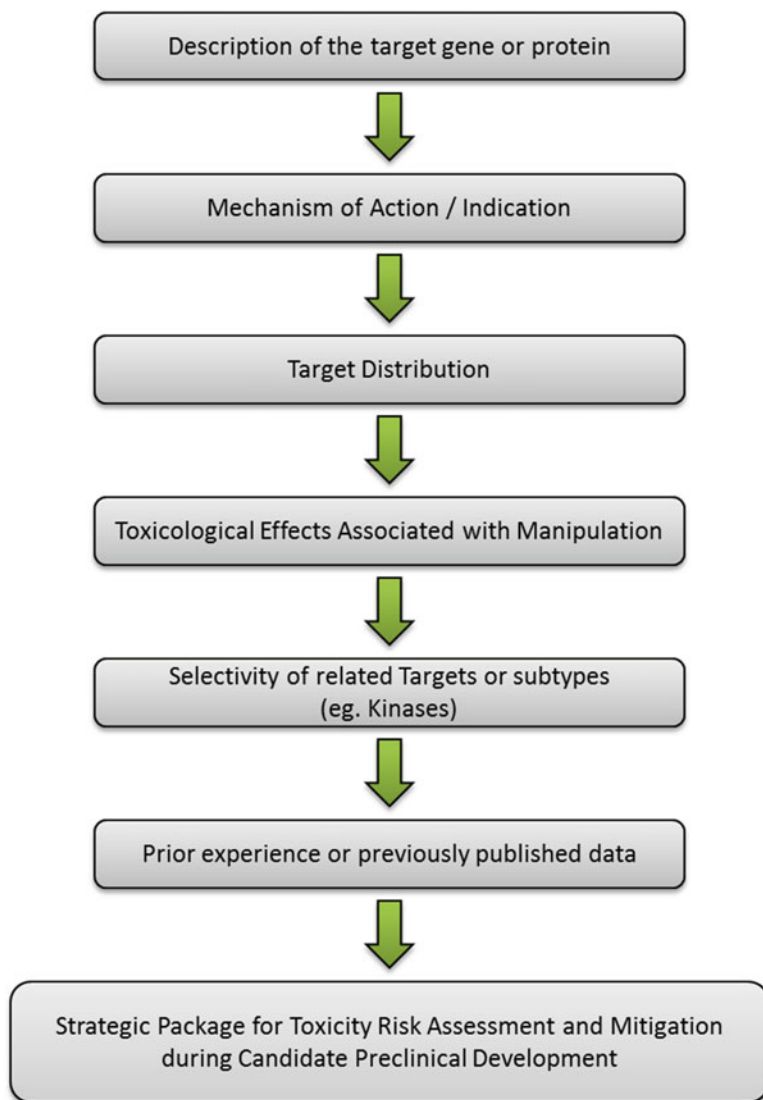 Description of the target gene or protein
Mechanism of Action / Indication
Target Distribution
Toxicological Effects Associated with Manipulation
Selectivity of related Targets or subtypes
(eg. Kinases)
Prior experience or previously published data
Strategic Package for Toxicity Risk Assessment and Mitigation
during Candidate Preclinical Development